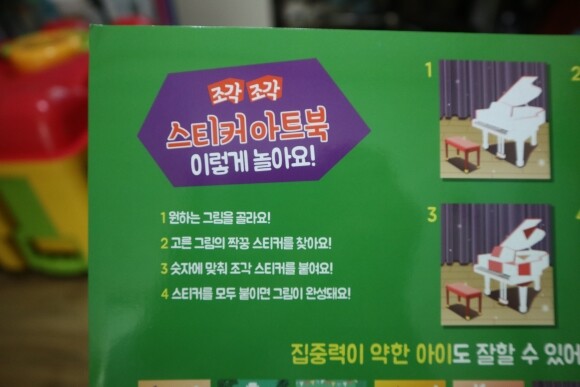 조각 조각
스티커 아트북
이렇게 놀아요!
1 원하는 그림을 골라요!
2 고른 그림의 짝꿍 스티커를 찾아요!
3 숫자에 맞춰 조각 스티커를 붙여요!
4 스티커를 모두 붙이면 그림이 완성돼요!
1
2
3
집중력이 약한 아이도 잘할 수 있어